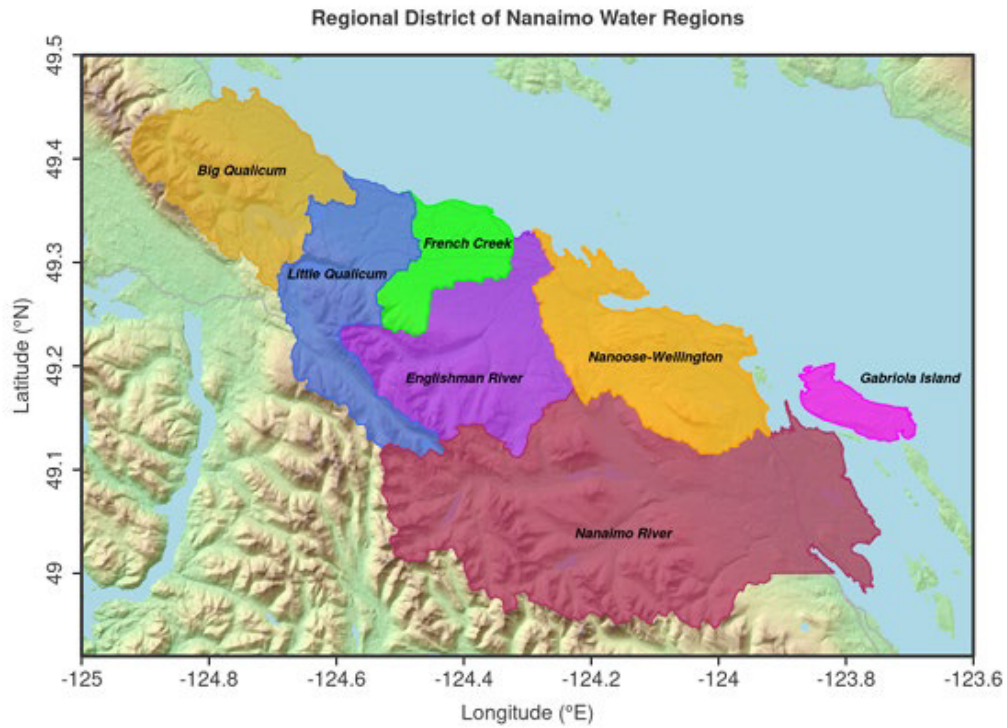 Regional District of Nanaimo Water Regions
49.5
49.4
49.3
49.2
49.1
49
Latitude (°N)
Big Qualicum
French Creek
Little Qualicum
Nanoose-Wellington
Englishman River
Gabriola Island
Nanaimo River
-125
-124.8
-124.6
-124.4
-124.2
-124
-123.8
-123.6
Longitude (°E)